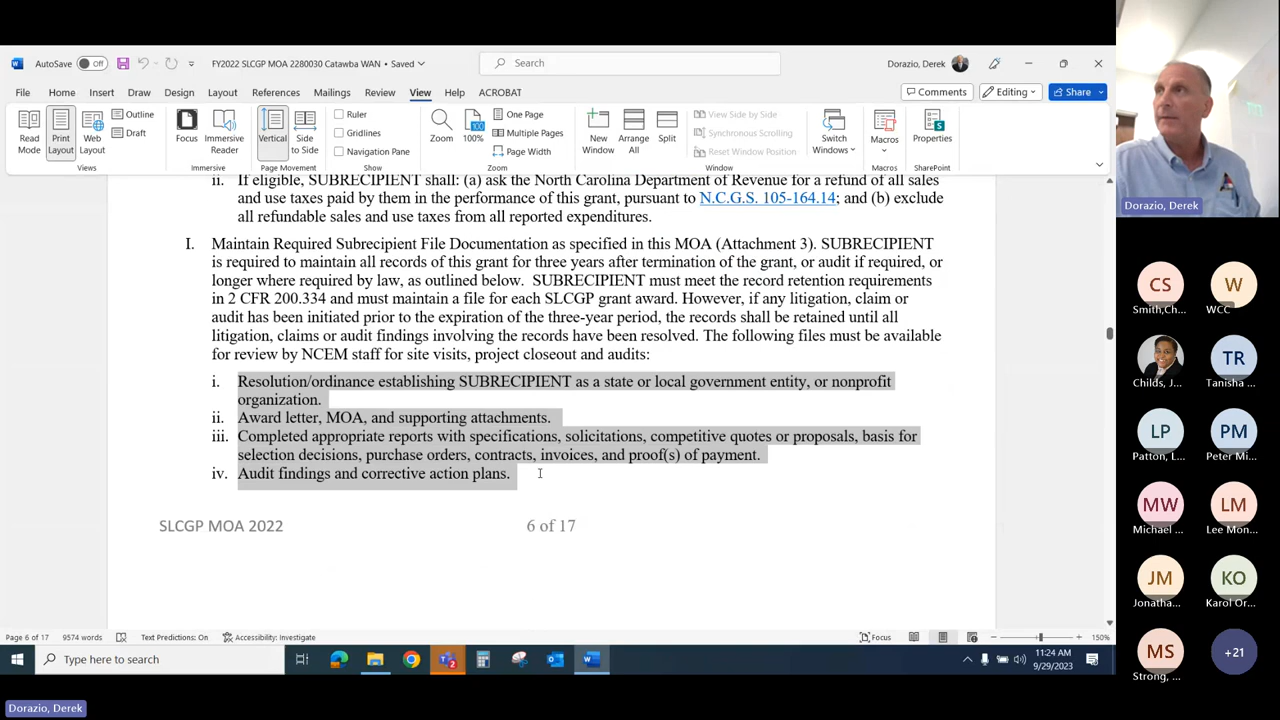 AutoSave Off
FY2022 SLCGP MOA 2280030 Catawba WAN • Saved
Search
Dorazio, Derek
File Home Insert Draw Design Layout References Mailings Review View Help ACROBAT
Comments Editing Share
Read Mode
Print Layout
Web Layout
Outline
Draft
Views
Focus
Immersive Reader
Immersive
Vertical
Side to Side
Page Movement
Ruler
Gridlines
Navigation Pane
Show
Zoom
100%
One Page
Multiple Pages
Page Width
Zoom
New Window
Arrange All
Split
View Side by Side
Synchronous Scrolling
Reset Window Position
Window
Switch Windows
Macros
Macros
Properties
SharePoint
ii. If eligible, SUBRECIPIENT shall: (a) ask the North Carolina Department of Revenue for a refund of all sales
and use taxes paid by them in the performance of this grant, pursuant to N.C.G.S. 105-164.14; and (b) exclude
all refundable sales and use taxes from all reported expenditures.
I. Maintain Required Subrecipient File Documentation as specified in this MOA (Attachment 3). SUBRECIPIENT
is required to maintain all records of this grant for three years after termination of the grant, or audit if required, or
longer where required by law, as outlined below. SUBRECIPIENT must meet the record retention requirements
in 2 CFR 200.334 and must maintain a file for each SLCGP grant award. However, if any litigation, claim or
audit has been initiated prior to the expiration of the three-year period, the records shall be retained until all
litigation, claims or audit findings involving the records have been resolved. The following files must be available
for review by NCEM staff for site visits, project closeout and audits:
i. Resolution/ordinance establishing SUBRECIPIENT as a state or local government entity, or nonprofit
organization.
ii. Award letter, MOA, and supporting attachments.
iii. Completed appropriate reports with specifications, solicitations, competitive quotes or proposals, basis for
selection decisions, purchase orders, contracts, invoices, and proof(s) of payment.
iv. Audit findings and corrective action plans.
SLCGP MOA 2022 6 of 17
Page 6 of 17 9574 words Text Predictions: On Accessibility: Investigate
Focus
150%
Type here to search
11:24 AM
9/29/2023
Dorazio, Derek
Dorazio, Derek
CS
Smith,Ch...
W
WCC
Childs, J...
TR
Tanisha ...
LP
Patton, L...
PM
Peter Mi...
MW
Michael ...
LM
Lee Mon...
JM
Jonatha...
KO
Karol Or...
MS
Strong, ...
+21